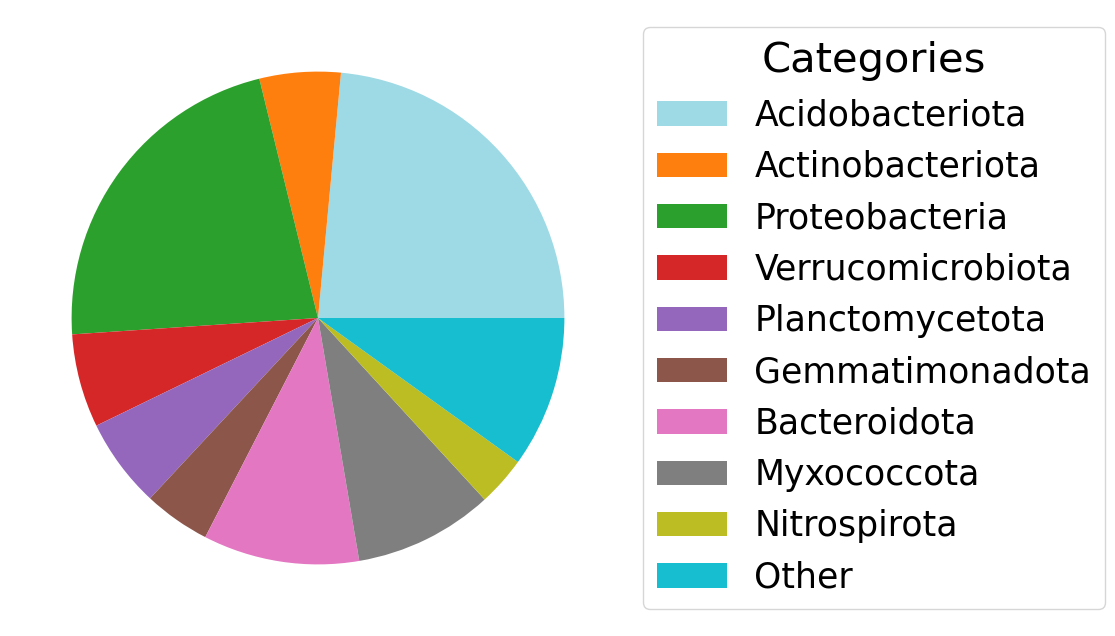 Categories
Acidobacteriota
Actinobacteriota
Proteobacteria
Verrucomicrobiota
Planctomycetota
Gemmatimonadota
Bacteroidota
Myxococcota
Nitrospirota
Other